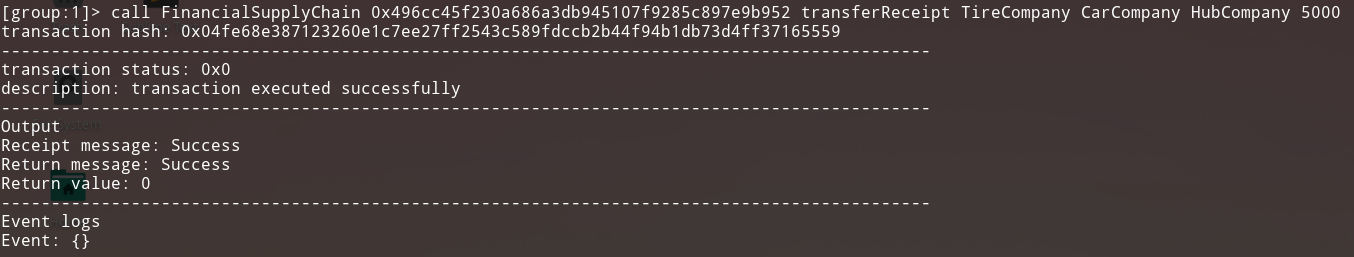 [group:1]> call FinancialSupplyChain 0x496cc45f230a686a3db945107f9285c897e9b952 transferReceipt TireCompany CarCompany HubCompany 5000
transaction hash: 0x04fe68e387123260e1c7ee27ff2543c589fdccb2b44f94b1db73d4ff37165559
---------------------------------------------------------------------------------------------
transaction status: 0x0
description: transaction executed successfully
---------------------------------------------------------------------------------------------
Output
Receipt message: Success
Return message: Success
Return value: 0
---------------------------------------------------------------------------------------------
Event logs
Event: {}